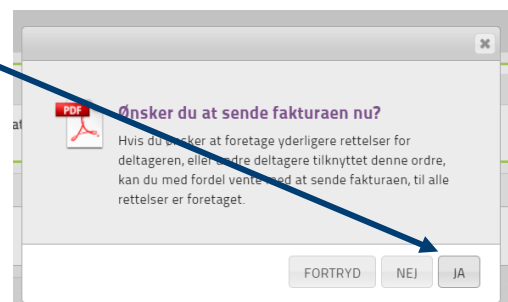 PDF
Ønsker du at sende fakturaen nu?
Hvis du ønsker at foretage yderligere rettelser for
deltageren, eller andre deltagere tilknyttet denne ordre,
kan du med fordel vente med at sende fakturaen, til alle
rettelser er foretaget.
FORTRYD NEJ JA